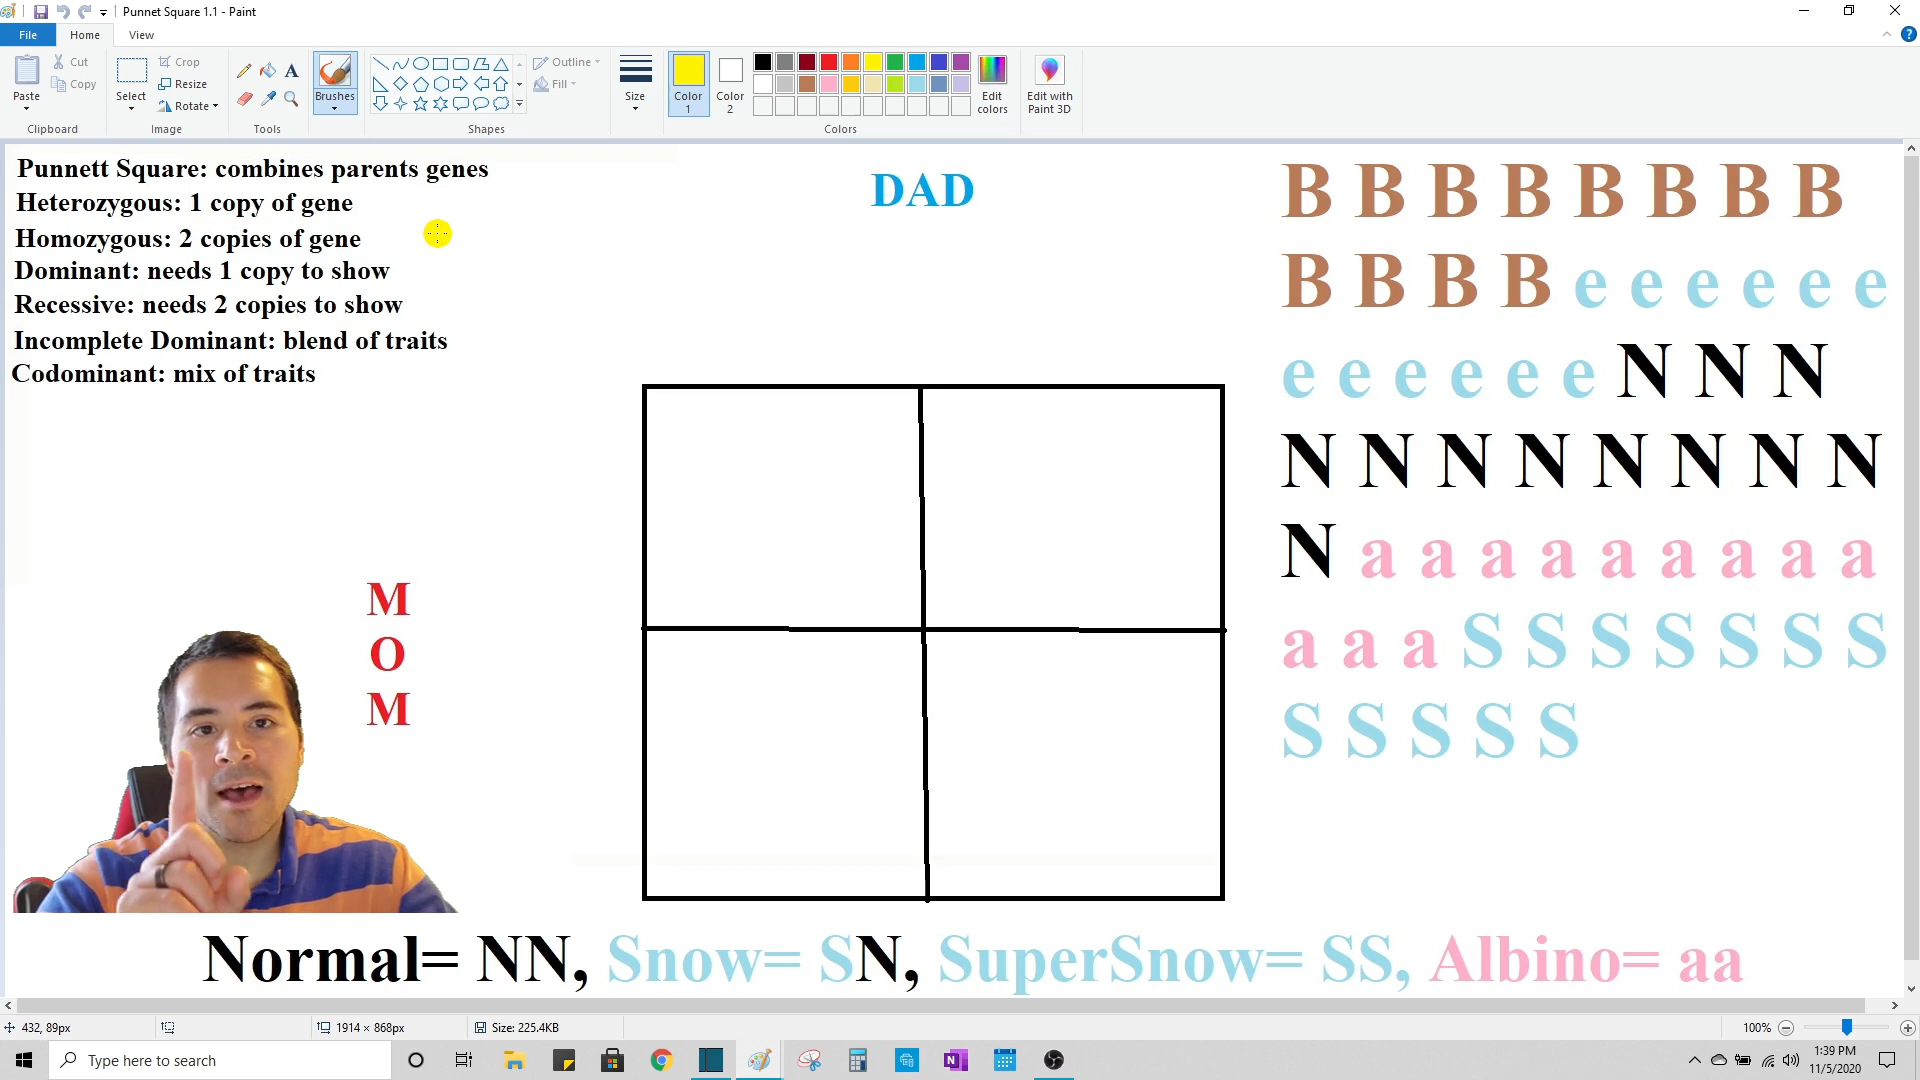 Punnet Square 1.1 - Paint
File Home View
Paste
Cut
Copy
Clipboard
Select
Crop
Resize
Rotate
Image
A
Tools
Brushes
Shapes
Outline
Fill
Size
Color 1
Color 2
Edit colors
Edit with Paint 3D
Colors
Punnett Square: combines parents genes
Heterozygous: 1 copy of gene
Homozygous: 2 copies of gene
Dominant: needs 1 copy to show
Recessive: needs 2 copies to show
Incomplete Dominant: blend of traits
Codominant: mix of traits
DAD
M
O
M
B B B B B B B B
B B B B e e e e e e
e e e e e e N N N
N N N N N N N N
N a a a a a a a a a
a a a S S S S S S S
S S S S S
Normal= NN, Snow= SN, SuperSnow= SS, Albino= aa
432, 89px 1914 × 868px Size: 225.4KB 100%
Type here to search
1:39 PM
11/5/2020